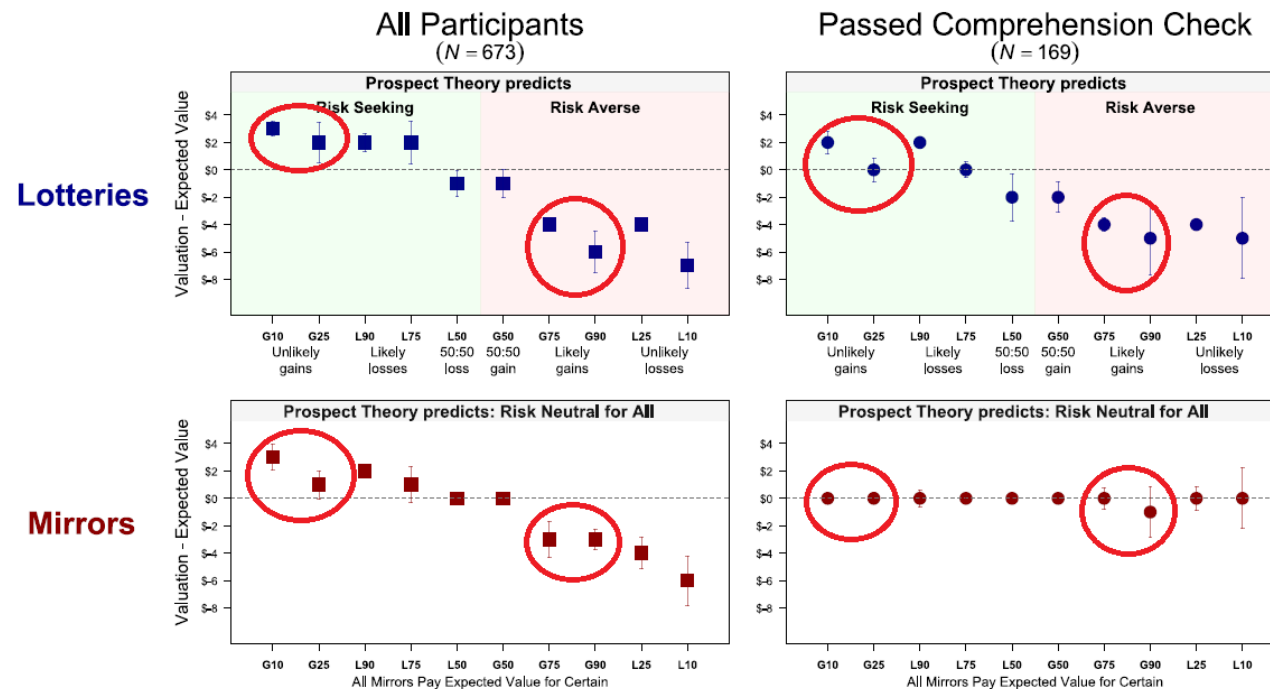 All Participants
(N = 673)
Passed Comprehension Check
(N = 169)
Lotteries
Prospect Theory predicts
Risk Seeking
Risk Averse
Valuation - Expected Value
$4
$2
$0
$-2
$-4
$-6
$-8
G10 G25 L90 L75 L50 G50 G75 G90 L25 L10
Unlikely Likely 50:50 50:50 Likely Unlikely
gains losses loss gain gains losses
Prospect Theory predicts
Risk Seeking
Risk Averse
$4
$2
$0
$-2
$-4
$-6
$-8
G10 G25 L90 L75 L50 G50 G75 G90 L25 L10
Unlikely Likely 50:50 50:50 Likely Unlikely
gains losses loss gain gains losses
Mirrors
Prospect Theory predicts: Risk Neutral for All
Valuation - Expected Value
$4
$2
$0
$-2
$-4
$-6
$-8
G10 G25 L90 L75 L50 G50 G75 G90 L25 L10
All Mirrors Pay Expected Value for Certain
Prospect Theory predicts: Risk Neutral for All
$4
$2
$0
$-2
$-4
$-6
$-8
G10 G25 L90 L75 L50 G50 G75 G90 L25 L10
All Mirrors Pay Expected Value for Certain